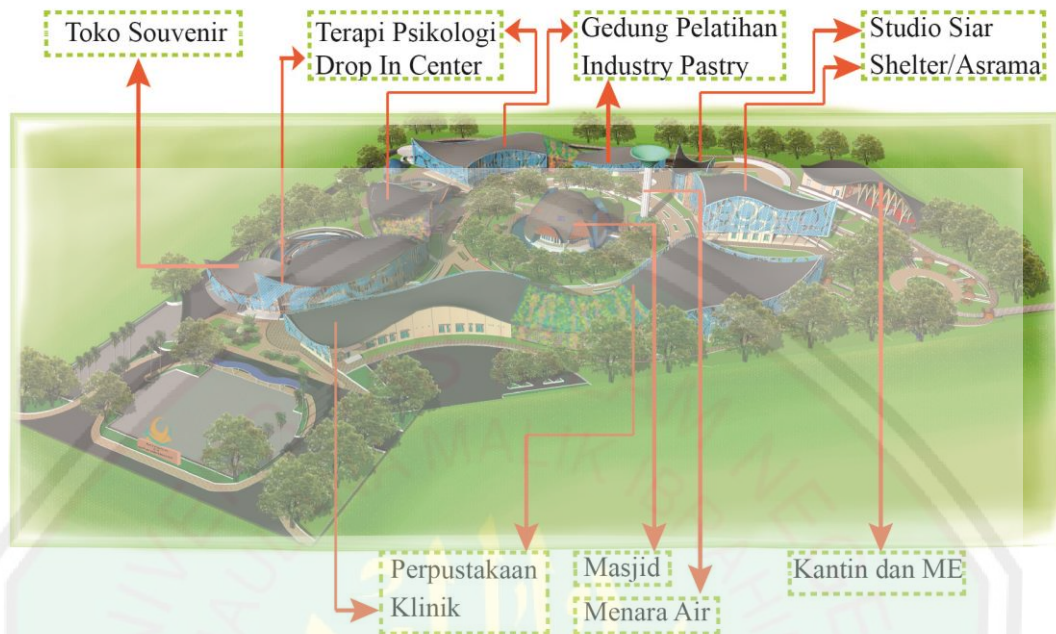 Toko Souvenir
Terapi Psikologi
Drop In Center
Gedung Pelatihan
Industry Pastry
Studio Siar
Shelter/Asrama
Perpustakaan
Klinik
Masjid
Menara Air
Kantin dan ME